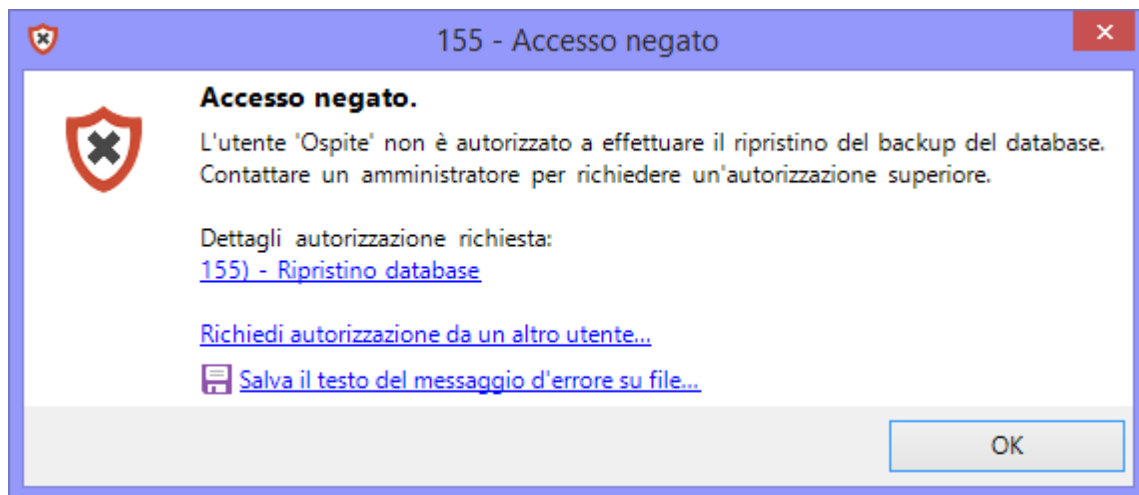 155 - Accesso negato
Accesso negato.
L'utente 'Ospite' non è autorizzato a effettuare il ripristino del backup del database.
Contattare un amministratore per richiedere un'autorizzazione superiore.
Dettagli autorizzazione richiesta:
155) - Ripristino database
Richiedi autorizzazione da un altro utente...
Salva il testo del messaggio d'errore su file...
OK